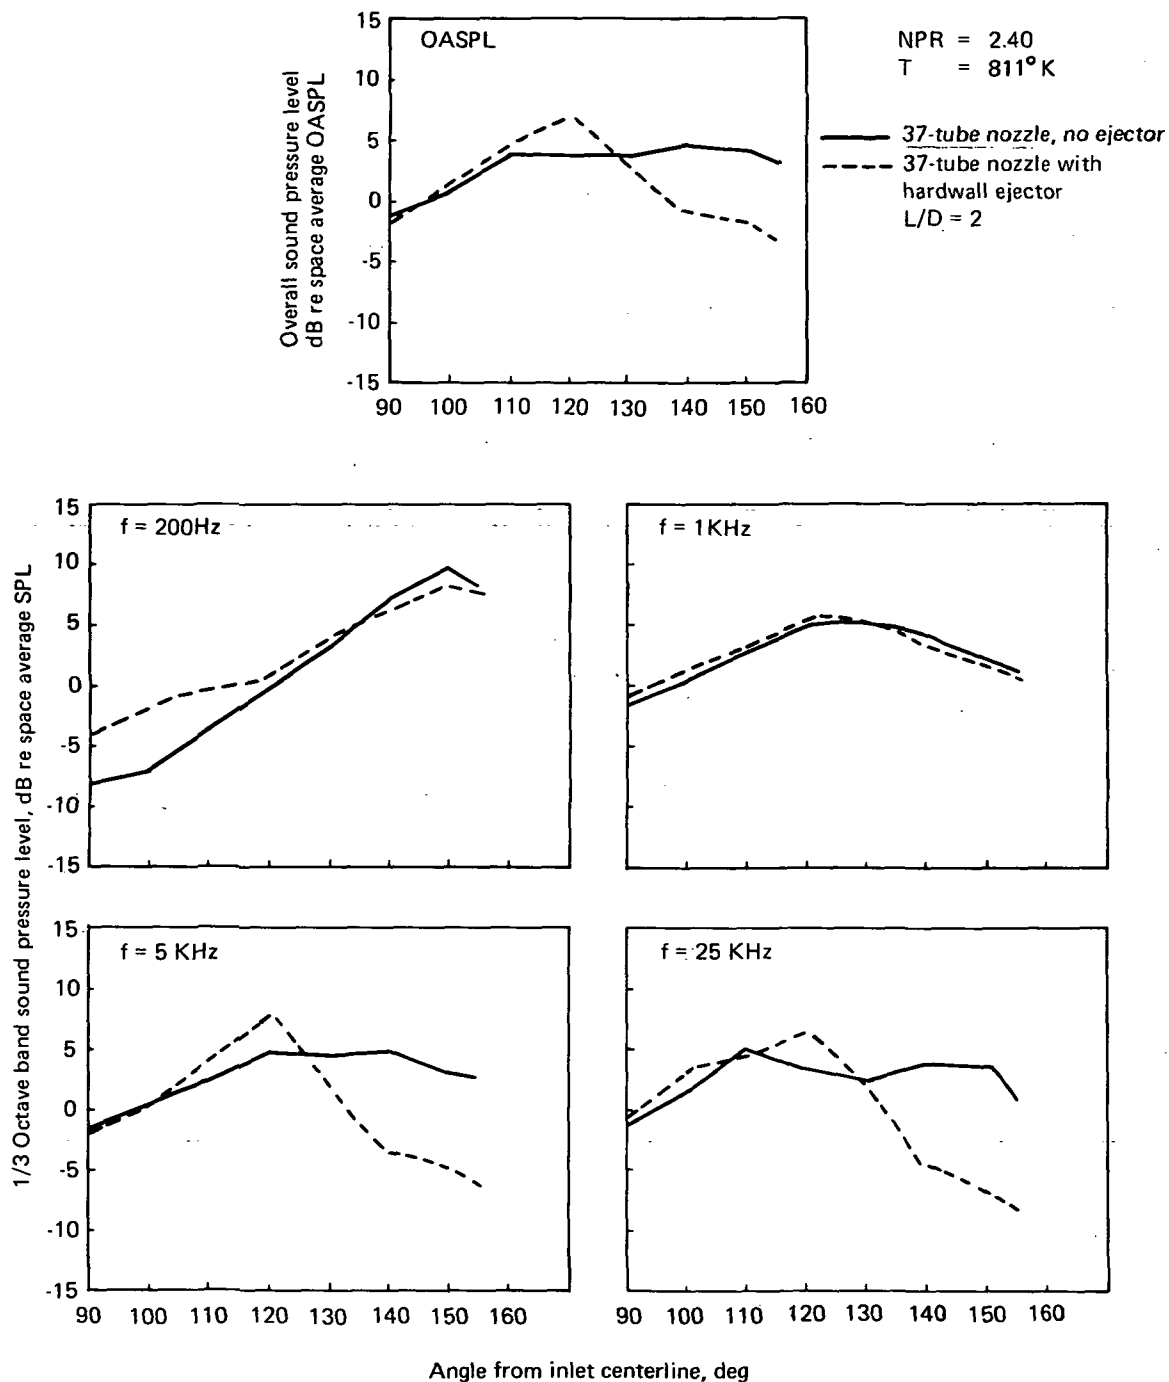 OASPL
NPR = 2.40
T = 811°K
37-tube nozzle, no ejector
37-tube nozzle with
hardwall ejector
L/D = 2
Overall sound pressure level
dB re space average OASPL
15
10
5
0
-5
-10
-15
90 100 110 120 130 140 150 160
1/3 Octave band sound pressure level, dB re space average SPL
f = 200Hz
15
10
5
0
-5
-10
-15
f = 1KHz
f = 5 KHz
15
10
5
0
-5
-10
-15
90 100 110 120 130 140 150 160
f = 25 KHz
90 100 110 120 130 140 150 160
Angle from inlet centerline, deg